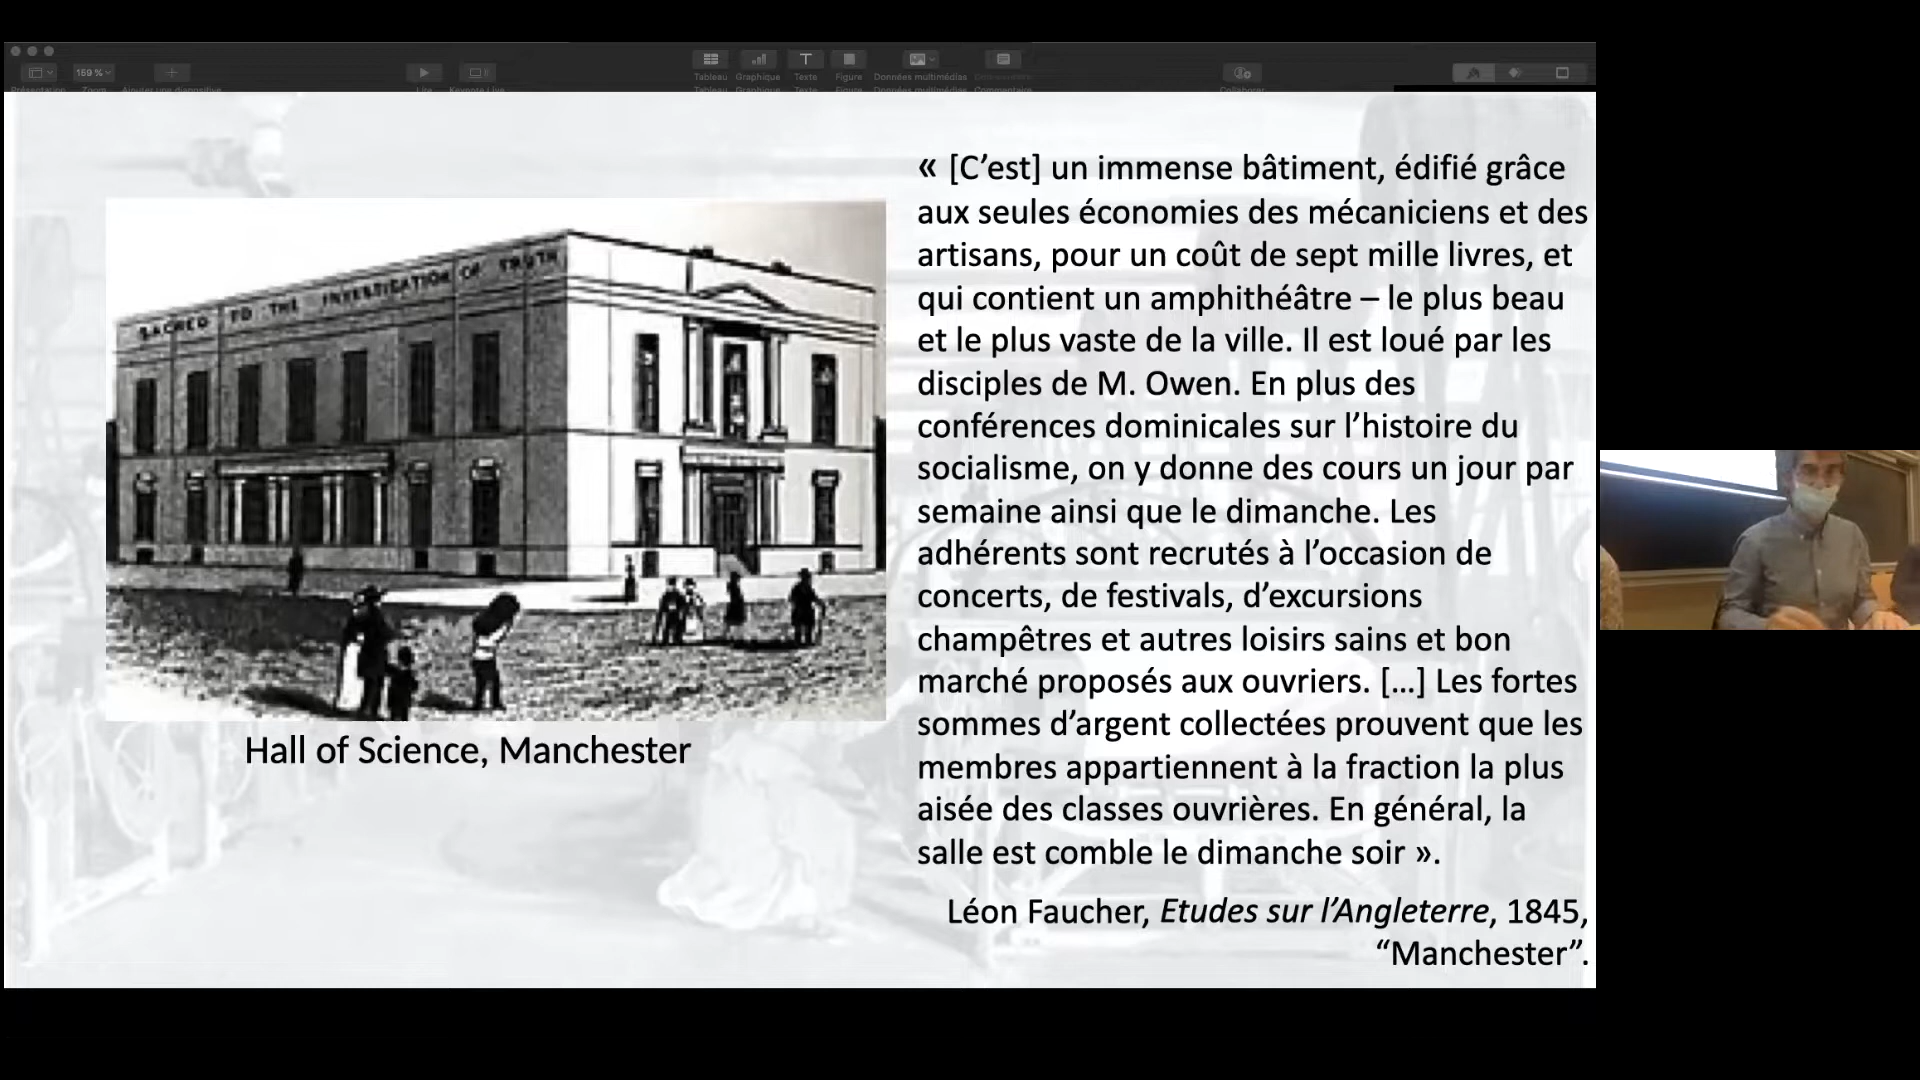 159 %
Tableau
Graphique
Texte
Figure
Données multimédias
Tableau
Graphique
Texte
Figure
Données multimédias
Commentaire
SACRED TO THE INVESTIGATION OF TRUTH
Hall of Science, Manchester
« [C’est] un immense bâtiment, édifié grâce
aux seules économies des mécaniciens et des
artisans, pour un coût de sept mille livres, et
qui contient un amphithéâtre – le plus beau
et le plus vaste de la ville. Il est loué par les
disciples de M. Owen. En plus des
conférences dominicales sur l’histoire du
socialisme, on y donne des cours un jour par
semaine ainsi que le dimanche. Les
adhérents sont recrutés à l’occasion de
concerts, de festivals, d’excursions
champêtres et autres loisirs sains et bon
marché proposés aux ouvriers. [...] Les fortes
sommes d’argent collectées prouvent que les
membres appartiennent à la fraction la plus
aisée des classes ouvrières. En général, la
salle est comble le dimanche soir ».
Léon Faucher, Etudes sur l’Angleterre, 1845,
“Manchester”.